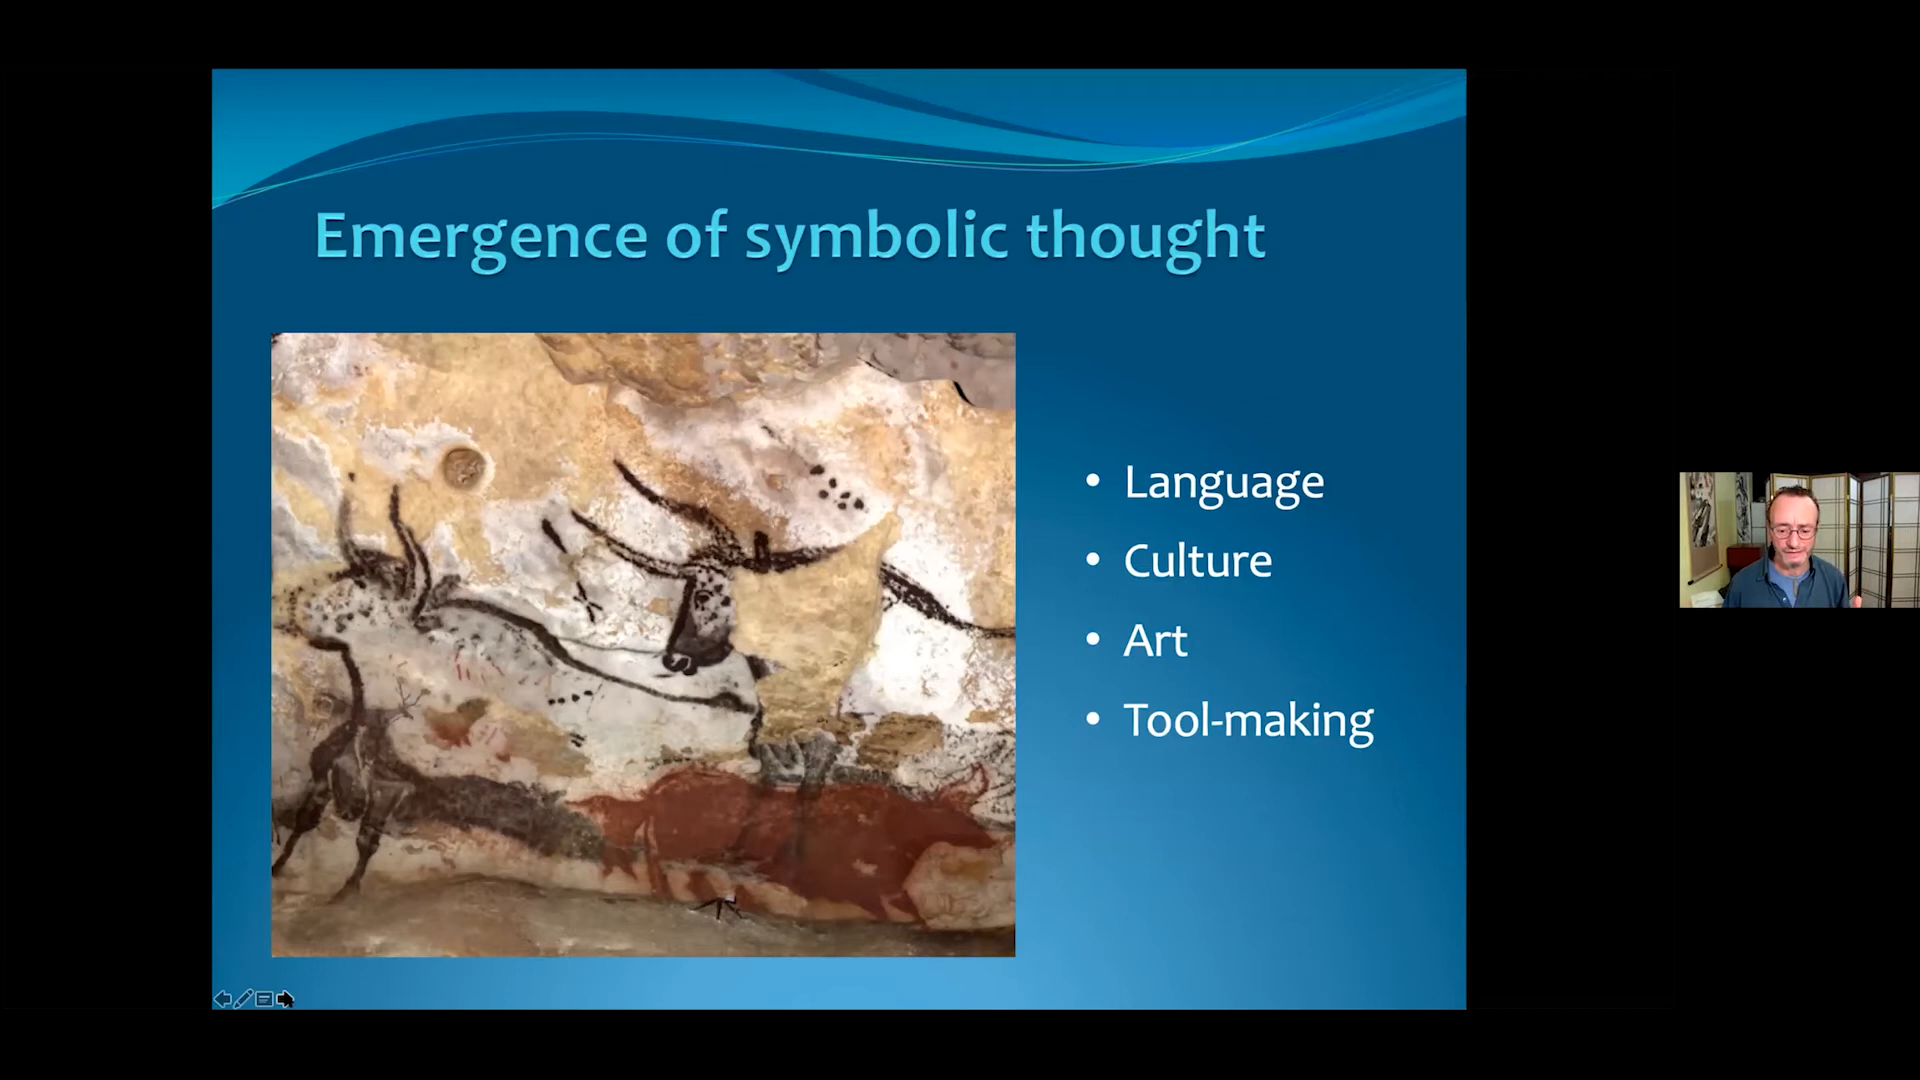 Emergence of symbolic thought
• Language
• Culture
• Art
• Tool-making